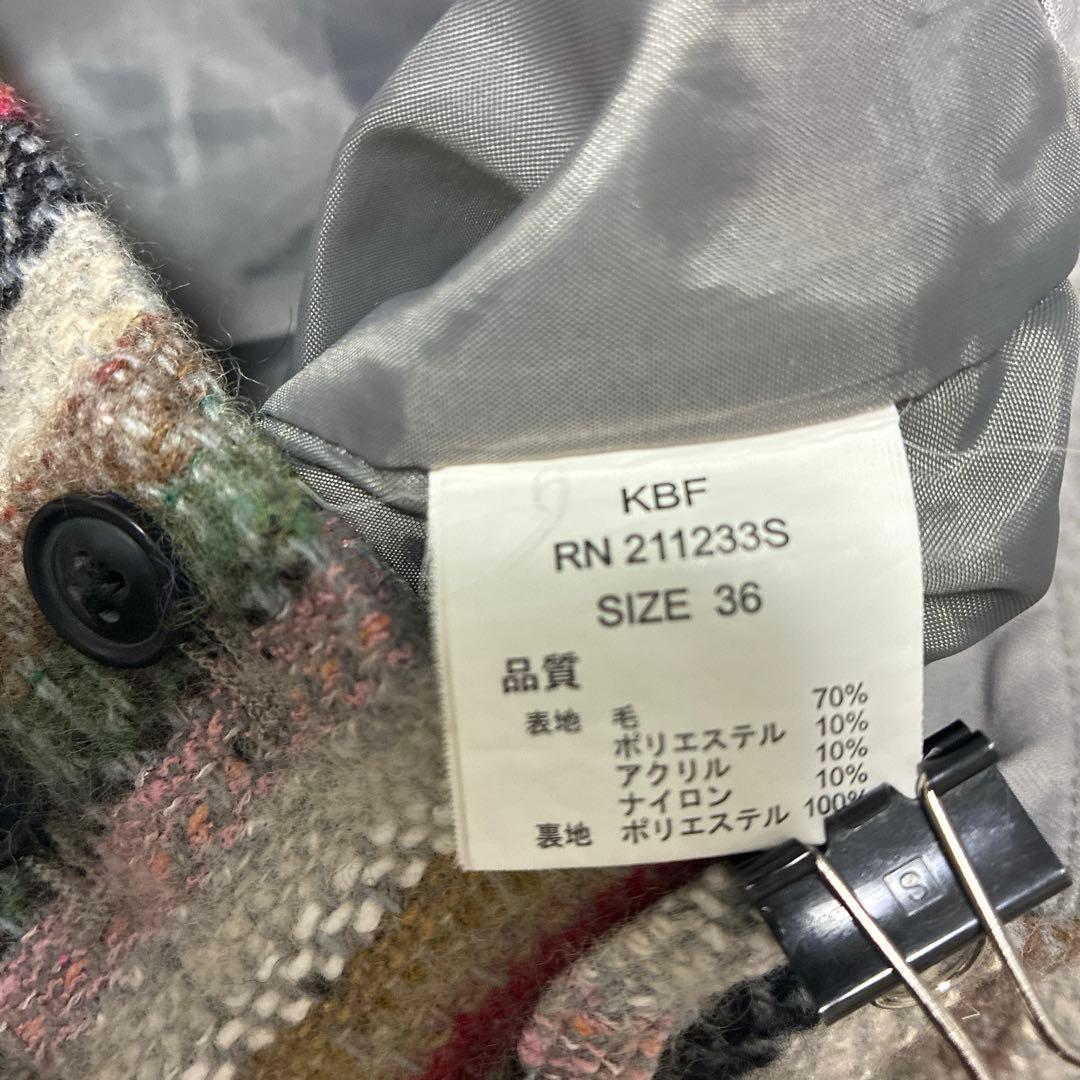 KBF
RN 211233S
SIZE 36
品質
表地 毛 70%
ポリエステル 10%
アクリル 10%
ナイロン 10%
裏地 ポリエステル 100%
S